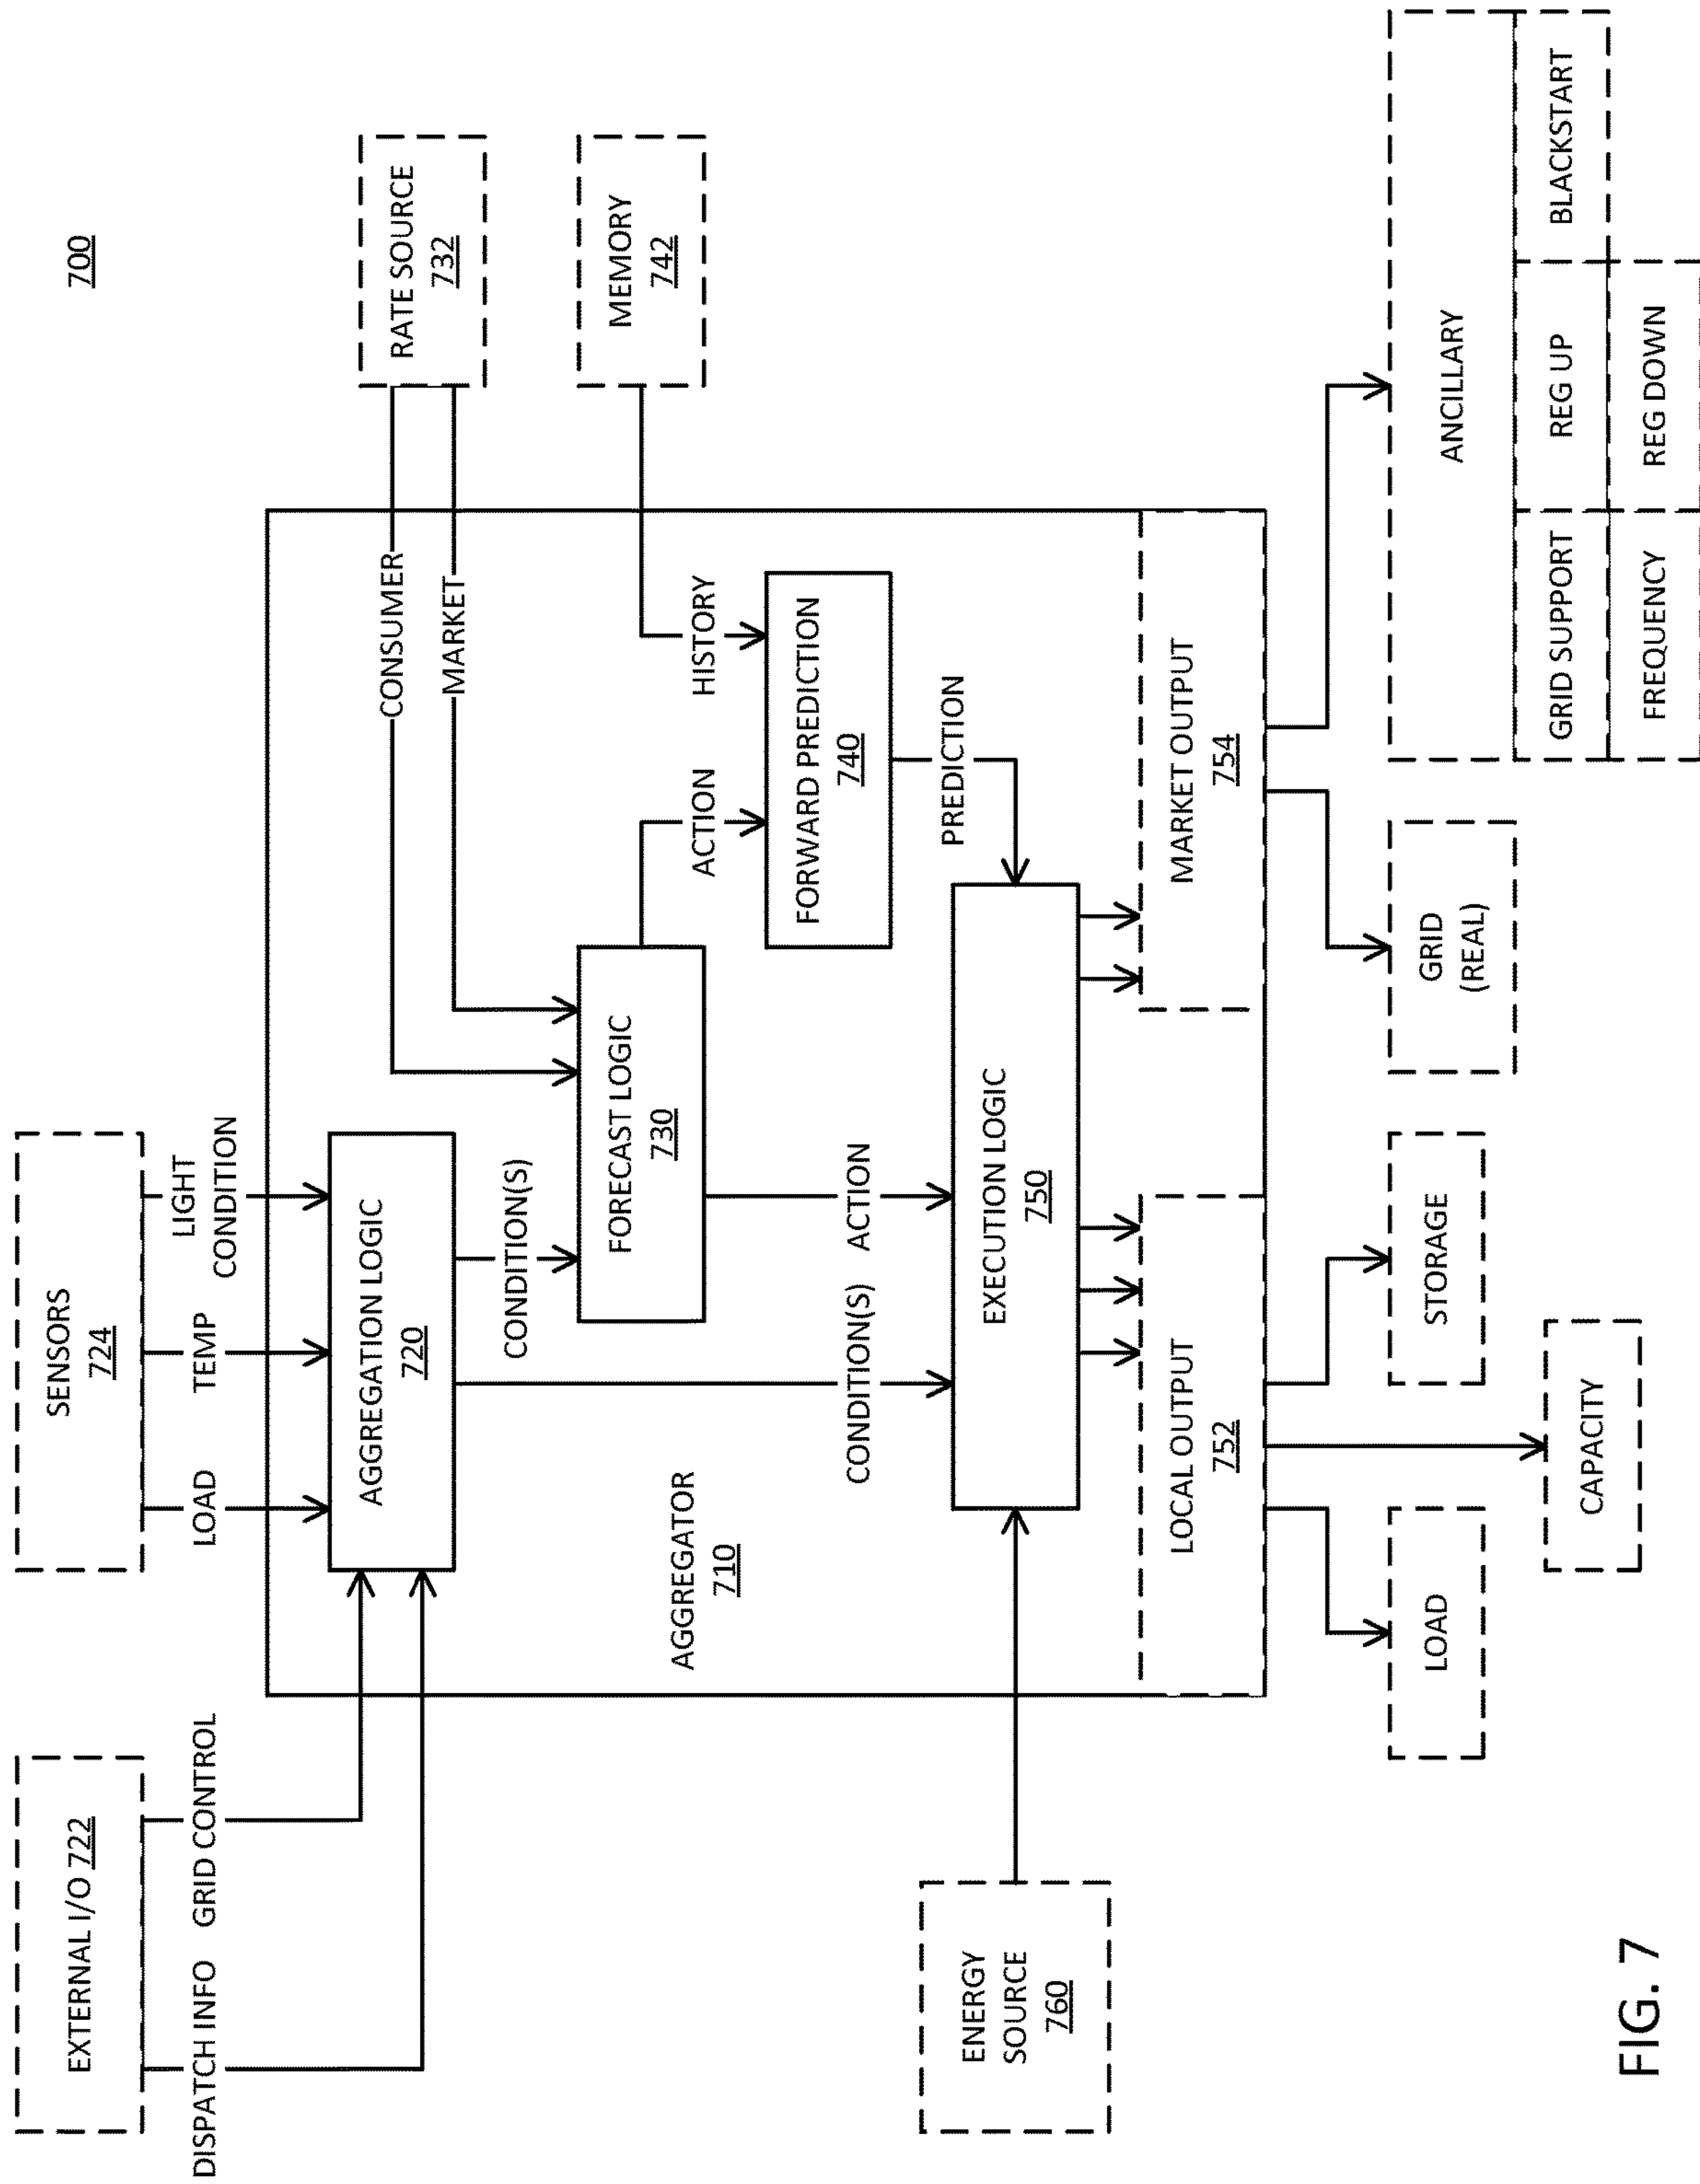 700
EXTERNAL I/O 722
SENSORS
724
DISPATCH INFO
GRID CONTROL
LOAD
TEMP
LIGHT
CONDITION
AGGREGATION LOGIC
720
RATE SOURCE
732
CONSUMER
MARKET
CONDITION(S)
FORECAST LOGIC
730
MEMORY
742
ACTION
HISTORY
AGGREGATOR
710
FORWARD PREDICTION
740
CONDITION(S)
ACTION
PREDICTION
ENERGY
SOURCE
760
EXECUTION LOGIC
750
LOCAL OUTPUT
752
MARKET OUTPUT
754
LOAD
STORAGE
GRID
(REAL)
ANCILLARY
CAPACITY
GRID SUPPORT
REG UP
BLACKSTART
FREQUENCY
REG DOWN
FIG. 7